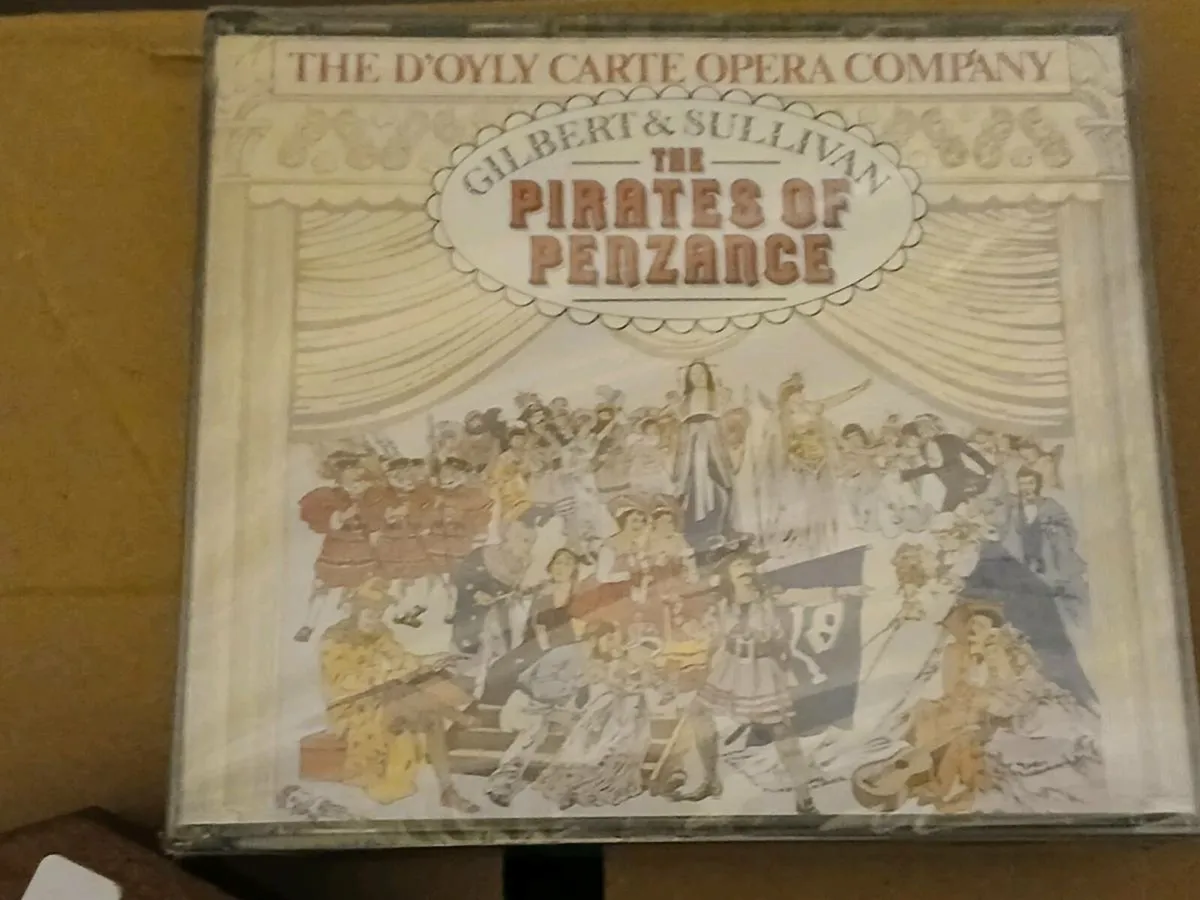 THE D'OYLY CARTE OPERA COMPANY
GILBERT & SULLIVAN
THE
PIRATES OF
PENZANCE